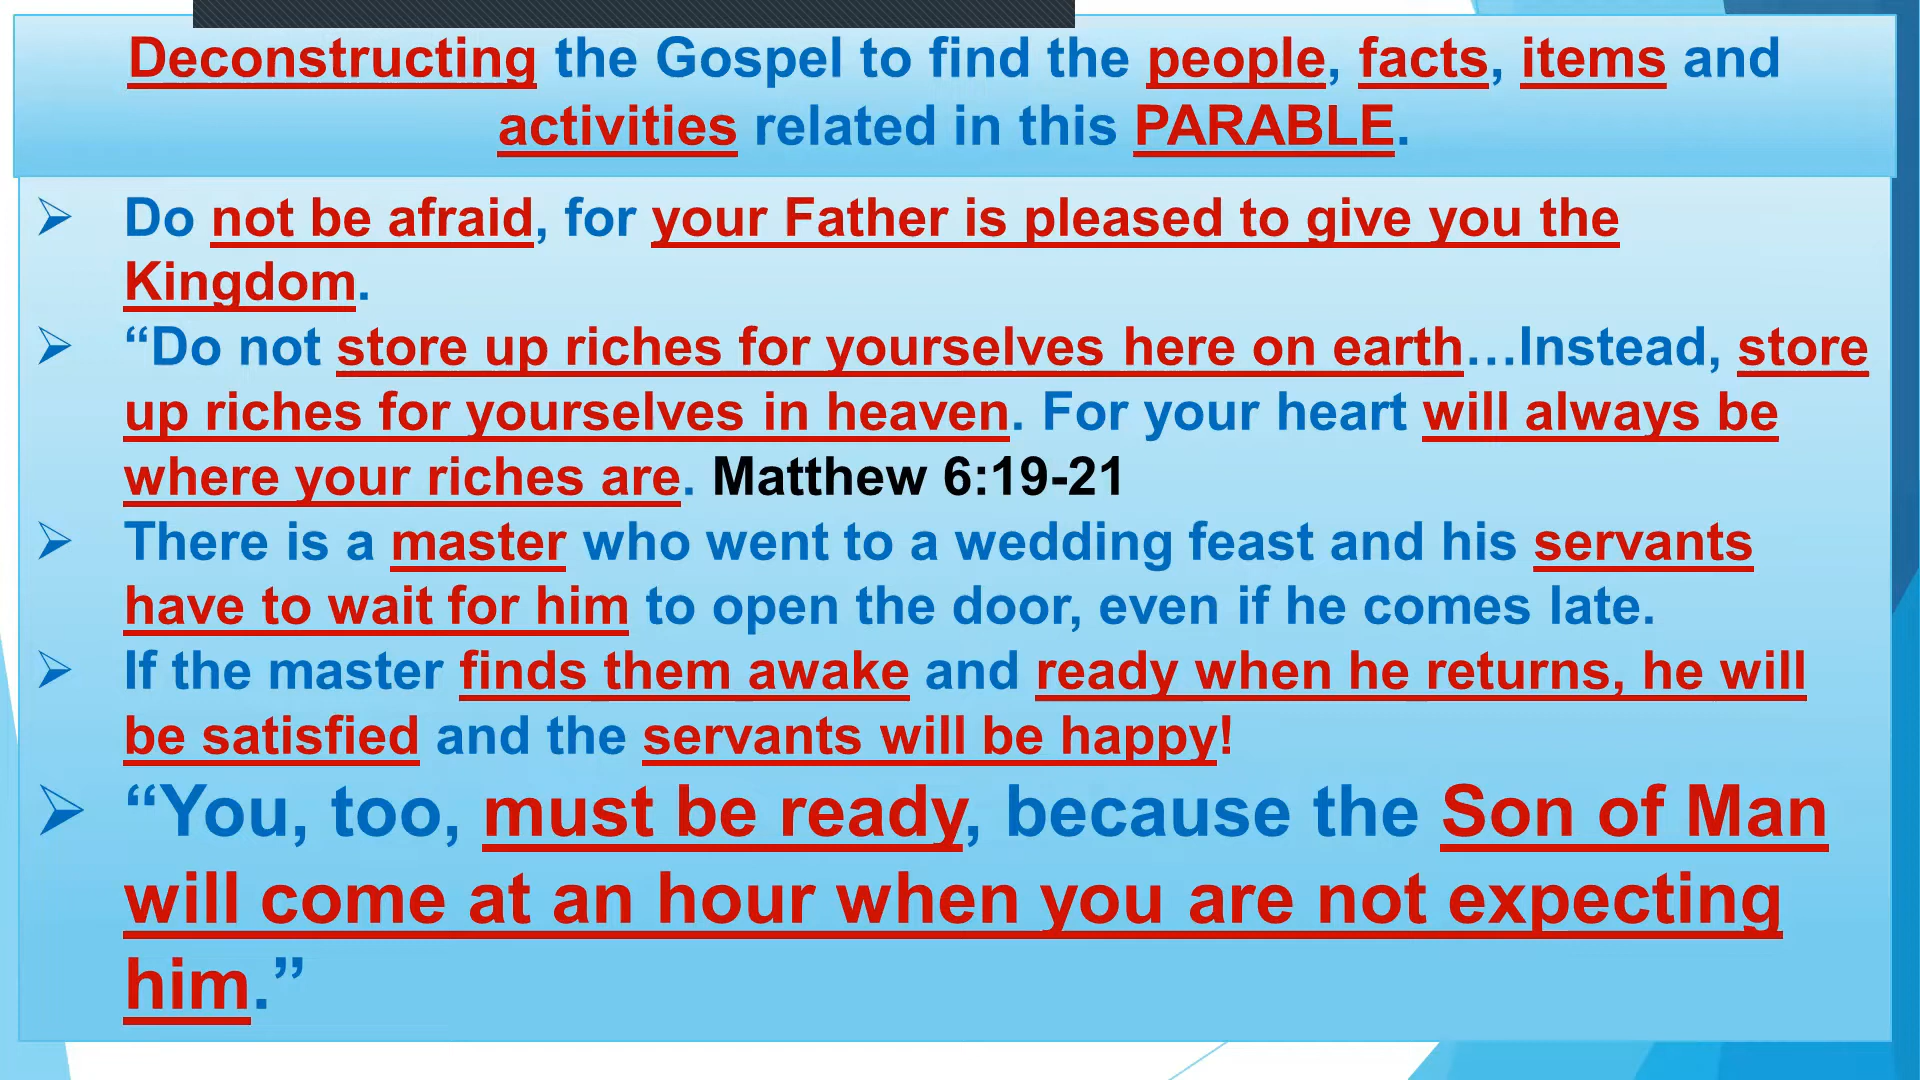 Deconstructing the Gospel to find the people, facts, items and
activities related in this PARABLE.
➢ Do not be afraid, for your Father is pleased to give you the
Kingdom.
➢ “Do not store up riches for yourselves here on earth…Instead, store
up riches for yourselves in heaven. For your heart will always be
where your riches are. Matthew 6:19-21
➢ There is a master who went to a wedding feast and his servants
have to wait for him to open the door, even if he comes late.
➢ If the master finds them awake and ready when he returns, he will
be satisfied and the servants will be happy!
➢ “You, too, must be ready, because the Son of Man
will come at an hour when you are not expecting
him.”